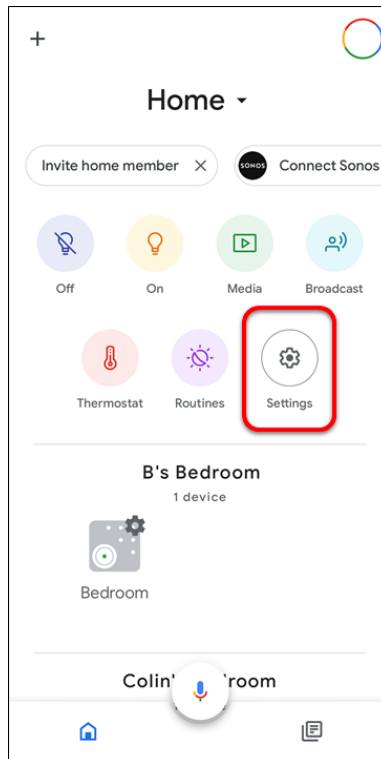 Home
Invite home member
SONOS Connect Sonos
Off On Media Broadcast
Thermostat Routines Settings
B's Bedroom
1 device
Bedroom